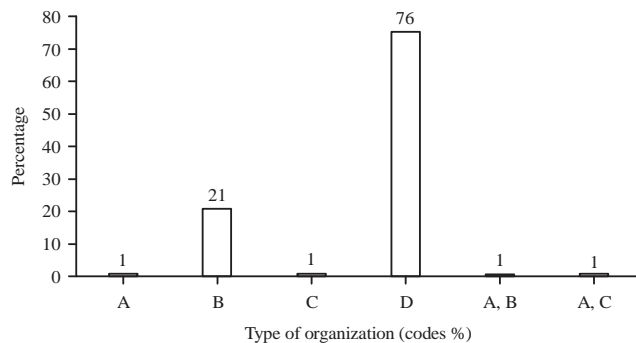 80
70
60
50
40
30
20
10
0
Percentage
1
21
1
76
1
1
A
B
C
D
A, B
A, C
Type of organization (codes %)